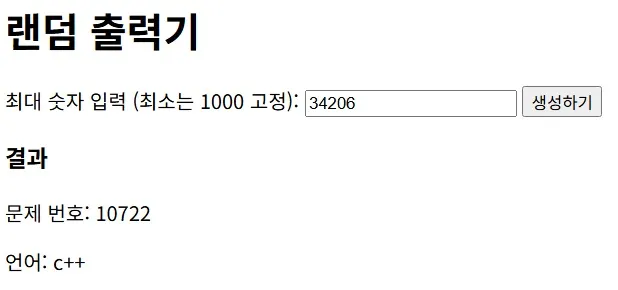 랜덤 출력기
최대 숫자 입력 (최소는 1000 고정): 34206 생성하기
결과
문제 번호: 10722
언어: c++